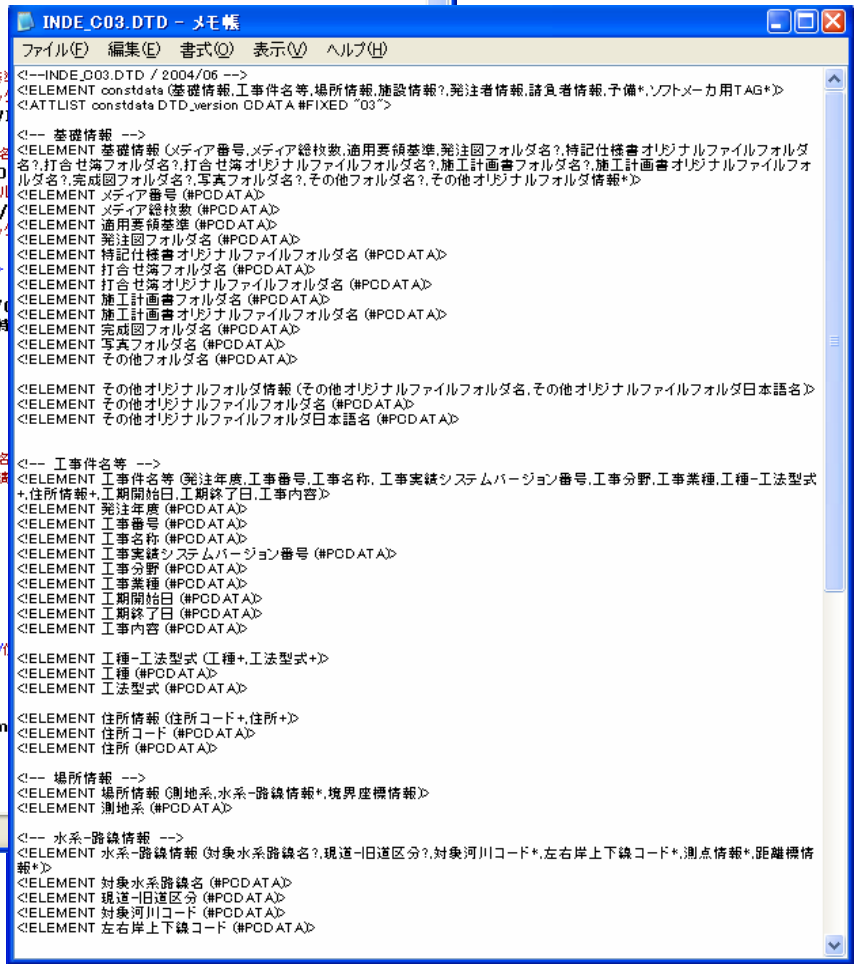 INDE_C03.DTD - メモ帳
ファイル(F) 編集(E) 書式(O) 表示(V) ヘルプ(H)
<!--INDE_C03.DTD / 2004/06 -->
<!ELEMENT constdata (基礎情報,工事件名等,場所情報,施設情報?,発注者情報,請負者情報,予備*,ソフトメーカ用TAG*)>
<!ATTLIST constdata DTD_version CDATA #FIXED "03">
<!-- 基礎情報 -->
<!ELEMENT 基礎情報 (メディア番号,メディア総枚数,適用要領基準,発注図フォルダ名?,特記仕様書オリジナルファイルフォルダ
名?,打合せ簿フォルダ名?,打合せ簿オリジナルファイルフォルダ名?,施工計画書フォルダ名?,施工計画書オリジナルファイルフォ
ルダ名?,完成図フォルダ名?,写真フォルダ名?,その他フォルダ名?,その他オリジナルフォルダ情報*)>
<!ELEMENT メディア番号 (#PCDATA)>
<!ELEMENT メディア総枚数 (#PCDATA)>
<!ELEMENT 適用要領基準 (#PCDATA)>
<!ELEMENT 発注図フォルダ名 (#PCDATA)>
<!ELEMENT 特記仕様書オリジナルファイルフォルダ名 (#PCDATA)>
<!ELEMENT 打合せ簿フォルダ名 (#PCDATA)>
<!ELEMENT 打合せ簿オリジナルファイルフォルダ名 (#PCDATA)>
<!ELEMENT 施工計画書フォルダ名 (#PCDATA)>
<!ELEMENT 施工計画書オリジナルファイルフォルダ名 (#PCDATA)>
<!ELEMENT 完成図フォルダ名 (#PCDATA)>
<!ELEMENT 写真フォルダ名 (#PCDATA)>
<!ELEMENT その他フォルダ名 (#PCDATA)>
<!ELEMENT その他オリジナルフォルダ情報 (その他オリジナルファイルフォルダ名,その他オリジナルファイルフォルダ日本語名)>
<!ELEMENT その他オリジナルファイルフォルダ名 (#PCDATA)>
<!ELEMENT その他オリジナルファイルフォルダ日本語名 (#PCDATA)>
<!-- 工事件名等 -->
<!ELEMENT 工事件名等 (発注年度,工事番号,工事名称, 工事実績システムバージョン番号,工事分野,工事業種,工種-工法型式
+,住所情報+,工期開始日,工期終了日,工事内容)>
<!ELEMENT 発注年度 (#PCDATA)>
<!ELEMENT 工事番号 (#PCDATA)>
<!ELEMENT 工事名称 (#PCDATA)>
<!ELEMENT 工事実績システムバージョン番号 (#PCDATA)>
<!ELEMENT 工事分野 (#PCDATA)>
<!ELEMENT 工事業種 (#PCDATA)>
<!ELEMENT 工期開始日 (#PCDATA)>
<!ELEMENT 工期終了日 (#PCDATA)>
<!ELEMENT 工事内容 (#PCDATA)>
<!ELEMENT 工種-工法型式 (工種+,工法型式+)>
<!ELEMENT 工種 (#PCDATA)>
<!ELEMENT 工法型式 (#PCDATA)>
<!ELEMENT 住所情報 (住所コード+,住所+)>
<!ELEMENT 住所コード (#PCDATA)>
<!ELEMENT 住所 (#PCDATA)>
<!-- 場所情報 -->
<!ELEMENT 場所情報 (測地系,水系-路線情報*,境界座標情報)>
<!ELEMENT 測地系 (#PCDATA)>
<!-- 水系-路線情報 -->
<!ELEMENT 水系-路線情報 (対象水系路線名?,現道-旧道区分?,対象河川コード*,左右岸上下線コード*,測点情報*,距離標情
報*)>
<!ELEMENT 対象水系路線名 (#PCDATA)>
<!ELEMENT 現道-旧道区分 (#PCDATA)>
<!ELEMENT 対象河川コード (#PCDATA)>
<!ELEMENT 左右岸上下線コード (#PCDATA)>